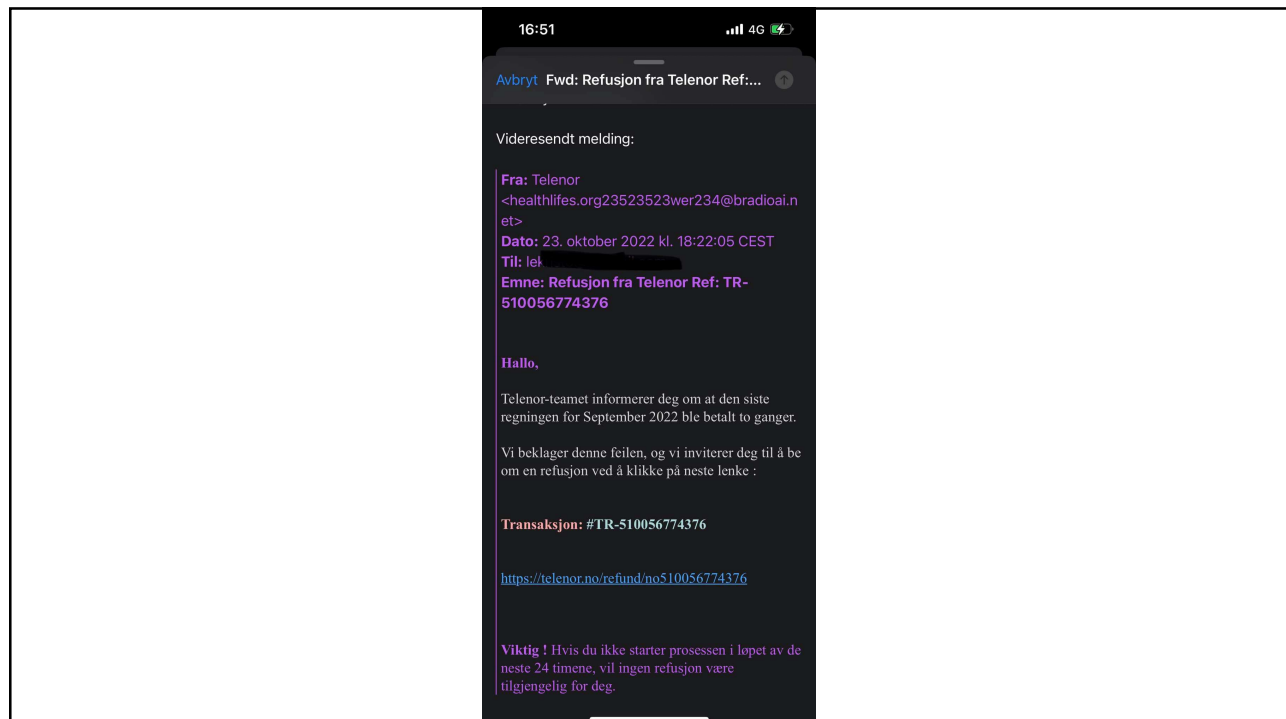 16:51
4G
Avbryt Fwd: Refusjon fra Telenor Ref:...
Videresendt melding:
Fra: Telenor
<healthlifes.org23523523wer234@bradioai.n
et>
Dato: 23. oktober 2022 kl. 18:22:05 CEST
Til: lek
Emne: Refusjon fra Telenor Ref: TR-
510056774376
Hallo,
Telenor-teamet informerer deg om at den siste
regningen for September 2022 ble betalt to ganger.
Vi beklager denne feilen, og vi inviterer deg til å be
om en refusjon ved å klikke på neste lenke :
Transaksjon: #TR-510056774376
https://telenor.no/refund/no510056774376
Viktig ! Hvis du ikke starter prosessen i løpet av de
neste 24 timene, vil ingen refusjon være
tilgjengelig for deg.